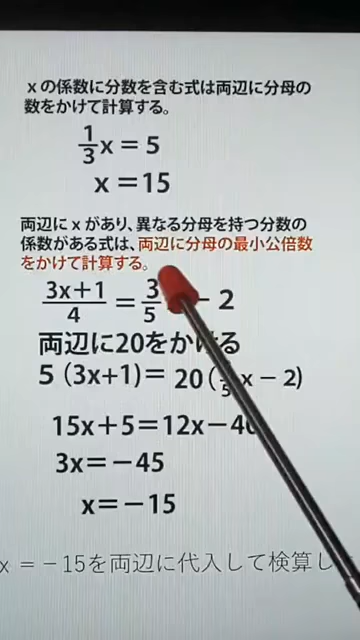 xの係数に分数を含む式は両辺に分母の
数をかけて計算する。
1/3 x = 5
x = 15
両辺にxがあり、異なる分母を持つ分数の
係数がある式は、両辺に分母の最小公倍数
をかけて計算する。
(3x+1)/4 = 3/5 − 2
両辺に20をかける
5 (3x+1) = 20 ( /5 x − 2)
15x+5=12x−40
3x=−45
x=−15
x =−15を両辺に代入して検算し